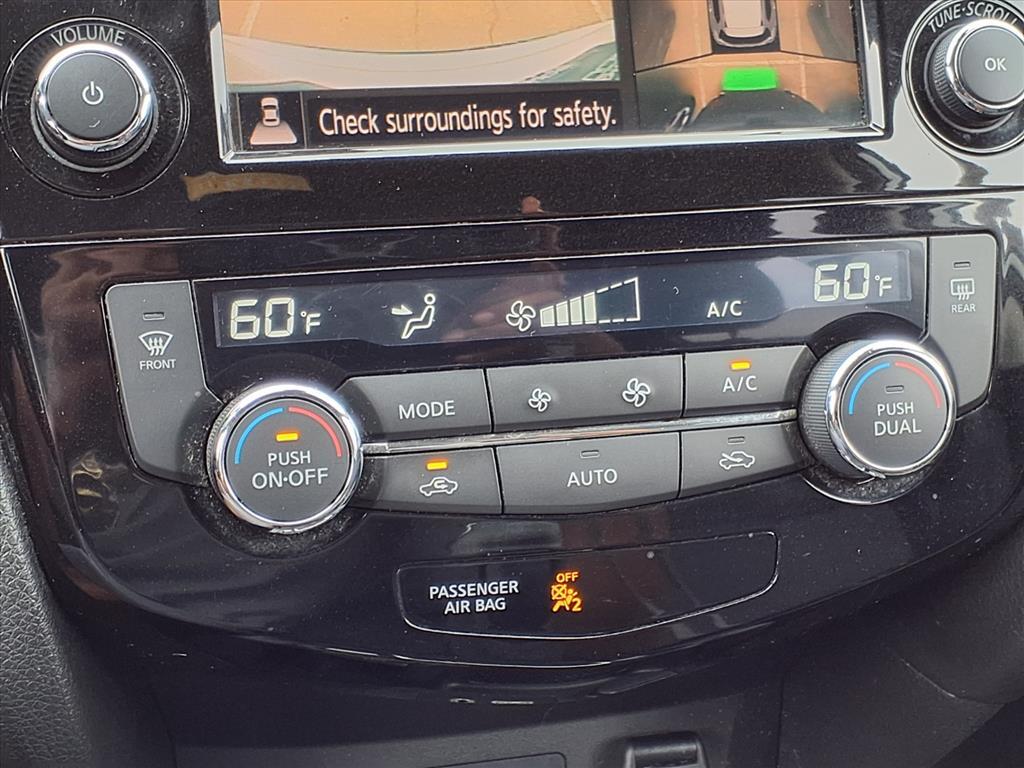 VOLUME
TUNE·SCROLL
OK
Check surroundings for safety.
60°F
A/C
60°F
FRONT
REAR
MODE
A/C
PUSH
ON·OFF
AUTO
PUSH
DUAL
PASSENGER
AIR BAG
OFF
2